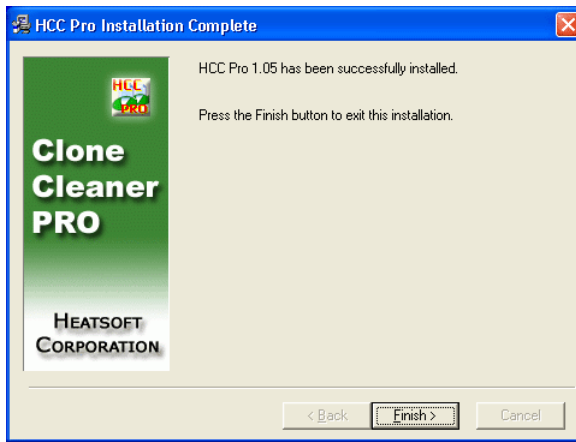 HCC Pro Installation Complete
HCC Pro 1.05 has been successfully installed.
Press the Finish button to exit this installation.
HCC
PRO
Clone
Cleaner
PRO
HEATSOFT
CORPORATION
< Back
Finish >
Cancel